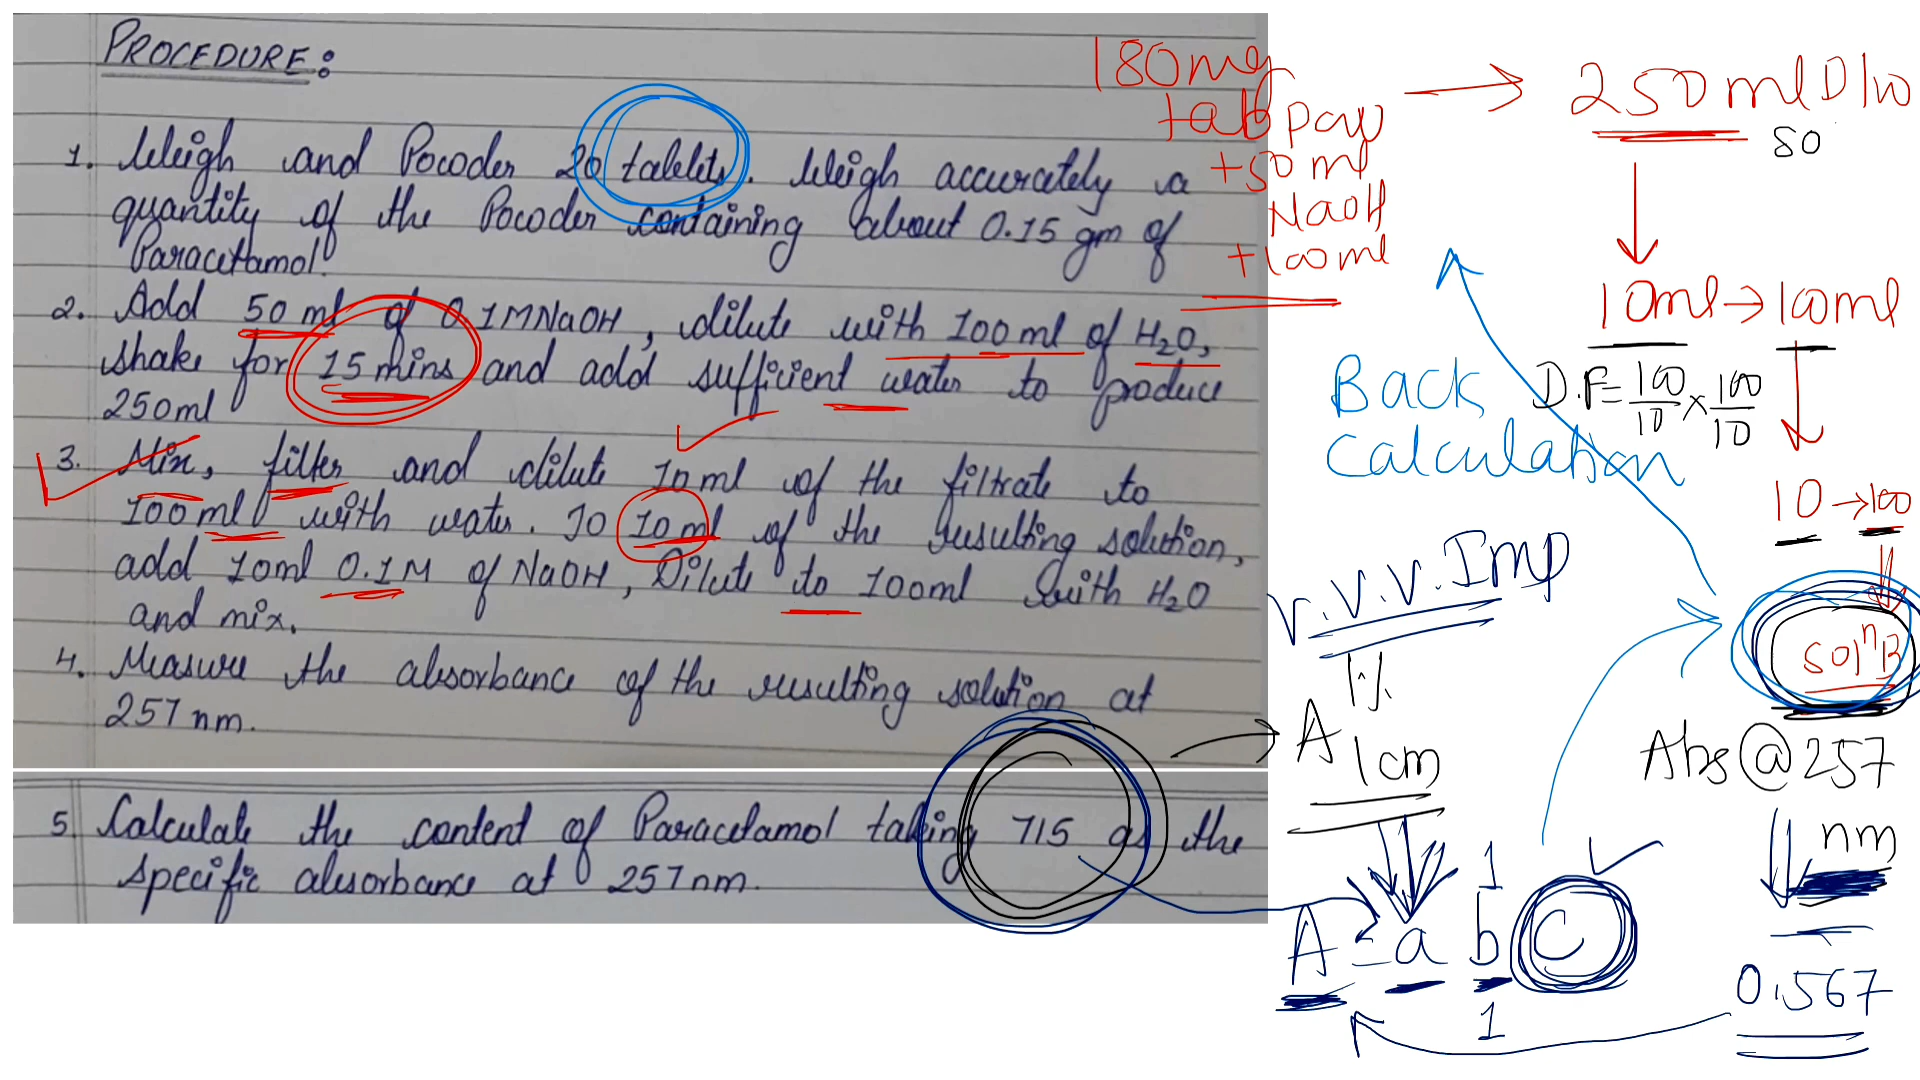 PROCEDURE:
1. Weigh and Powder 20 tablets. Weigh accurately a
quantity of the Powder containing about 0.15 gm of
Paracetamol.
2. Add 50 ml of 0.1MNaOH, dilute with 100 ml of H2O,
shake for 15 mins and add sufficient water to produce
250ml
3. Mix, filter and dilute 10ml of the filtrate to
100ml with water. To 10ml of the resulting solution,
add 10ml 0.1M of NaOH, Dilute to 100ml with H2O
and mix.
4. Measure the absorbance of the resulting solution at
257nm.
5. Calculate the content of Paracetamol taking 715 as the
specific absorbance at 257nm.
180mg
tab pow
+50 ml
NaOH
+100ml
250ml D/w
50
10ml → 100ml
D.F = 100/10 × 100/10
10 → 100
Back
calculation
V.V.V. Imp
solⁿ B
A 1% 1cm
Abs @ 257
nm
0.567
1
A = a b c
1